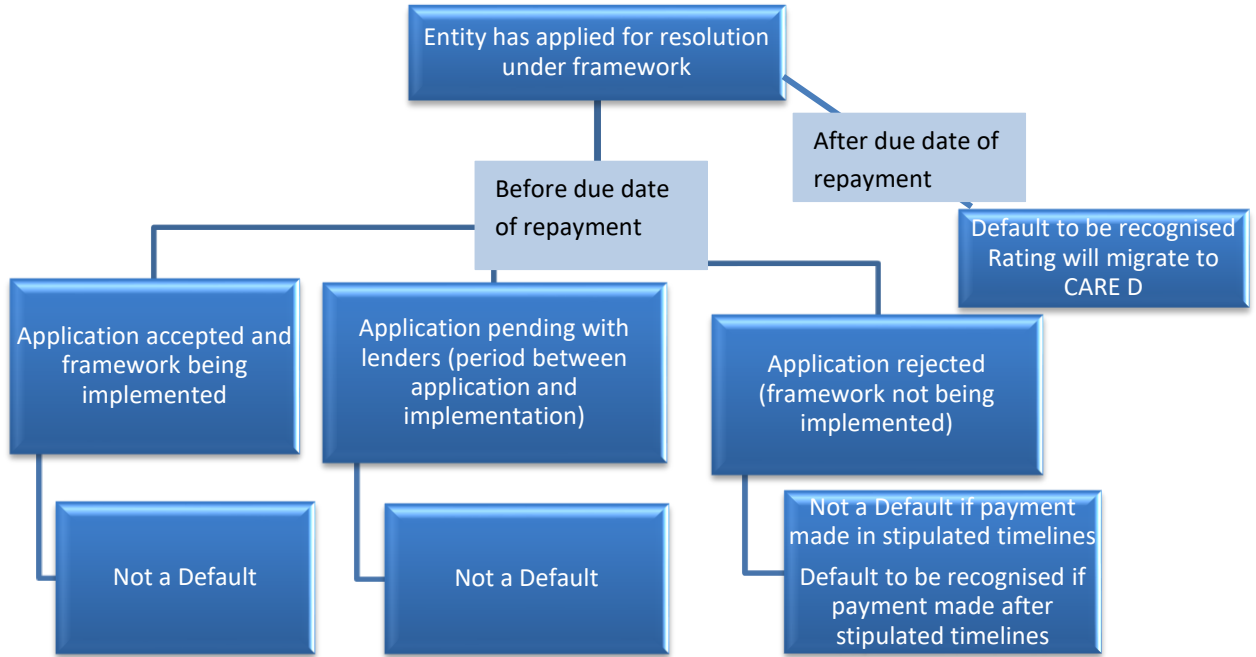 Entity has applied for resolution
under framework
After due date of
repayment
Before due date
of repayment
Default to be recognised
Rating will migrate to
CARE D
Application accepted and
framework being
implemented
Application pending with
lenders (period between
application and
implementation)
Application rejected
(framework not being
implemented)
Not a Default
Not a Default
Not a Default if payment
made in stipulated timelines
Default to be recognised if
payment made after
stipulated timelines